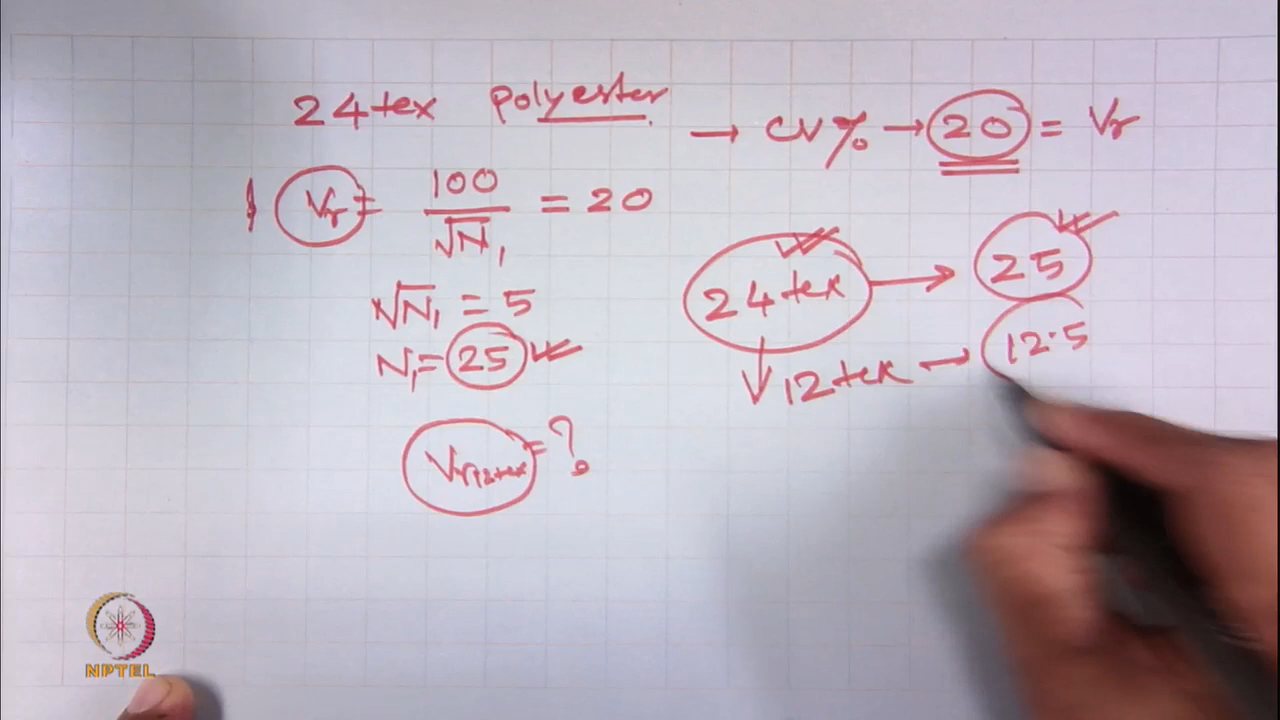 24tex polyester → CV% → 20 = Vr
1 Vr = 100/√N₁ = 20
√N₁ = 5
N₁ = 25
24tex → 25
↓ 12tex → 12.5
Vr12tex = ?
NPTEL